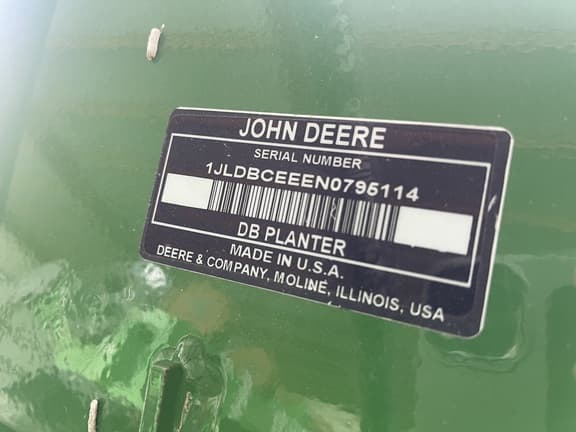 JOHN DEERE
SERIAL NUMBER
1JLDBCEEEN0795114
DB PLANTER
MADE IN U.S.A.
DEERE & COMPANY, MOLINE, ILLINOIS, USA